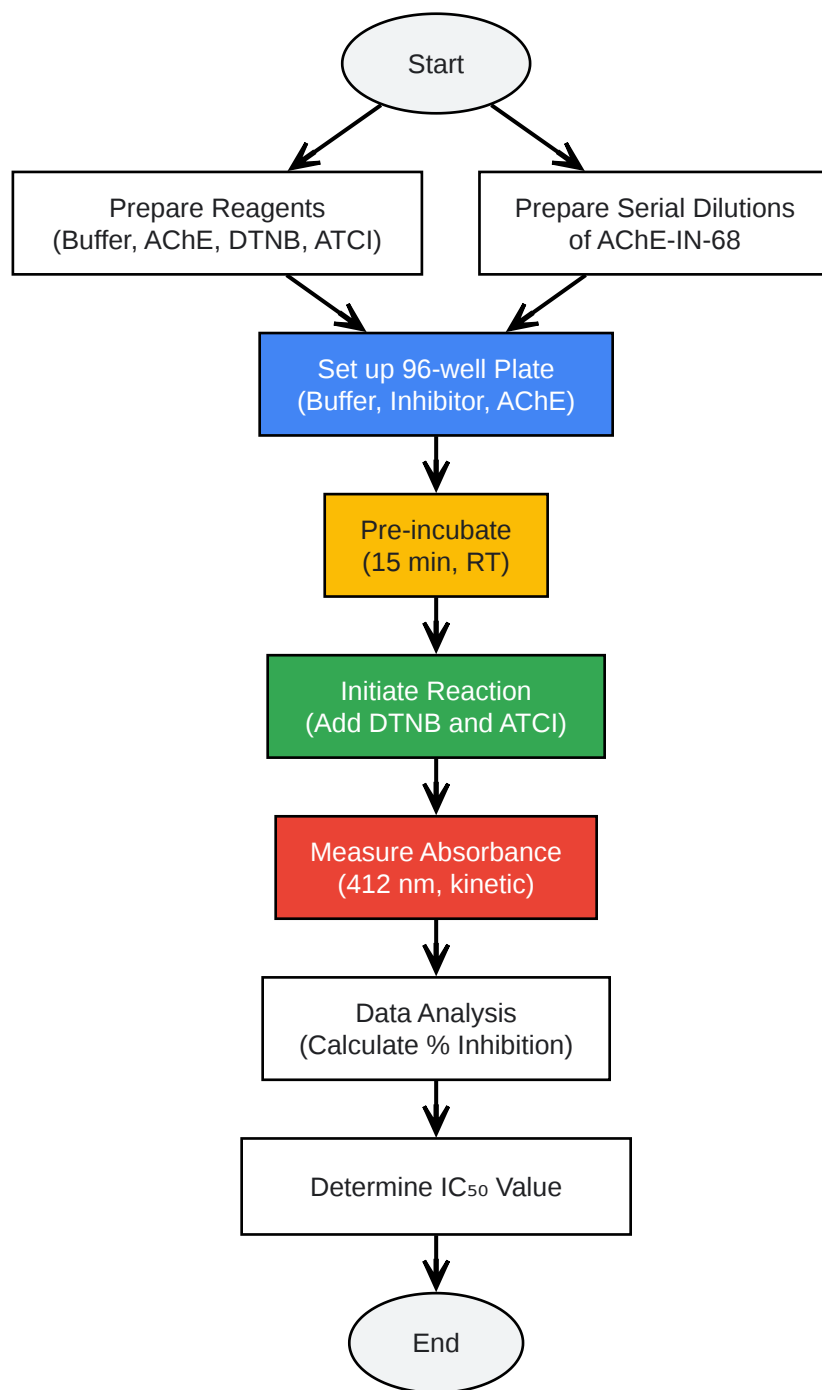 Start
Prepare Reagents
(Buffer, AChE, DTNB, ATCI)
Prepare Serial Dilutions
of AChE-IN-68
Set up 96-well Plate
(Buffer, Inhibitor, AChE)
Pre-incubate
(15 min, RT)
Initiate Reaction
(Add DTNB and ATCI)
Measure Absorbance
(412 nm, kinetic)
Data Analysis
(Calculate % Inhibition)
Determine IC₅₀ Value
End